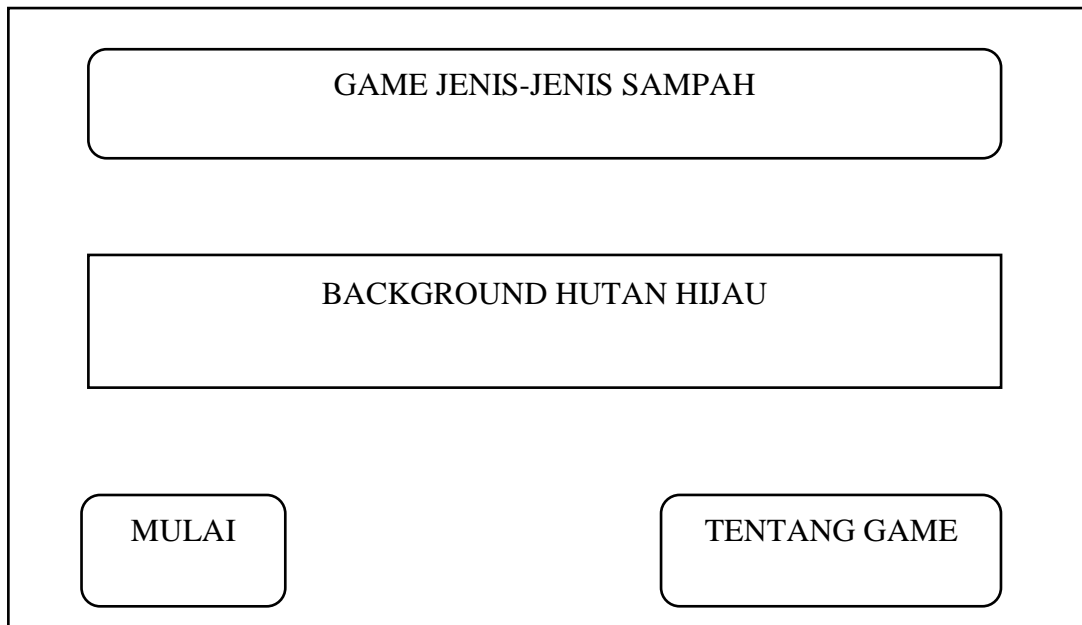 GAME JENIS-JENIS SAMPAH
BACKGROUND HUTAN HIJAU
MULAI
TENTANG GAME